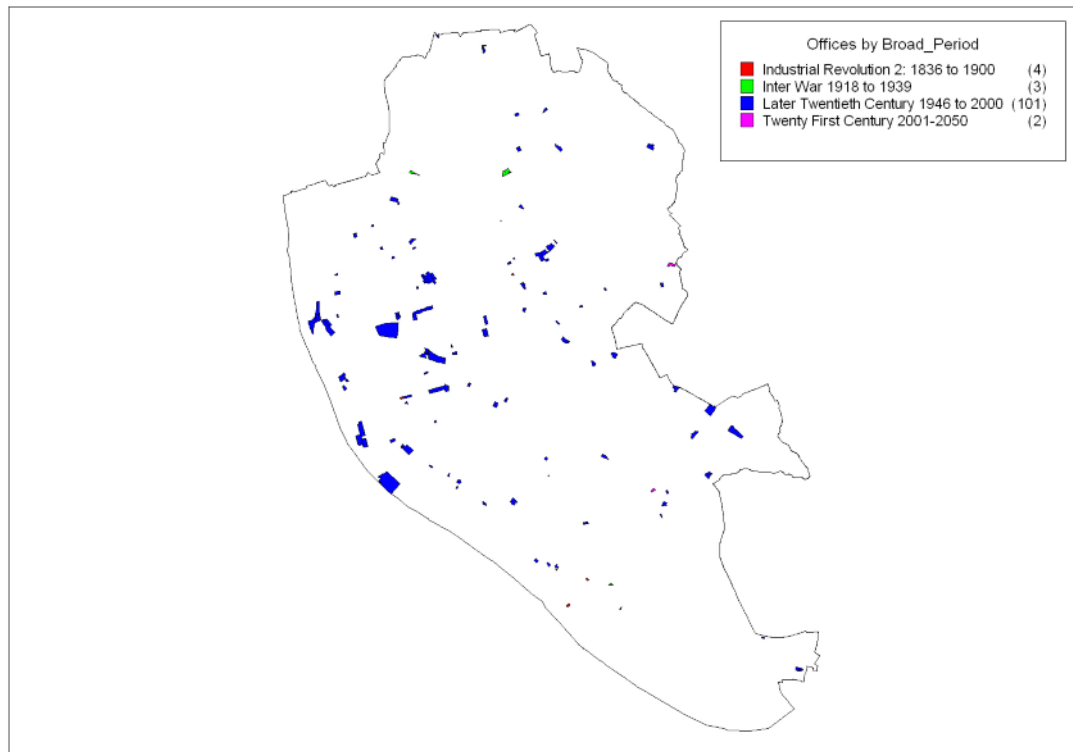 Offices by Broad_Period
Industrial Revolution 2: 1836 to 1900 (4)
Inter War 1918 to 1939 (3)
Later Twentieth Century 1946 to 2000 (101)
Twenty First Century 2001-2050 (2)